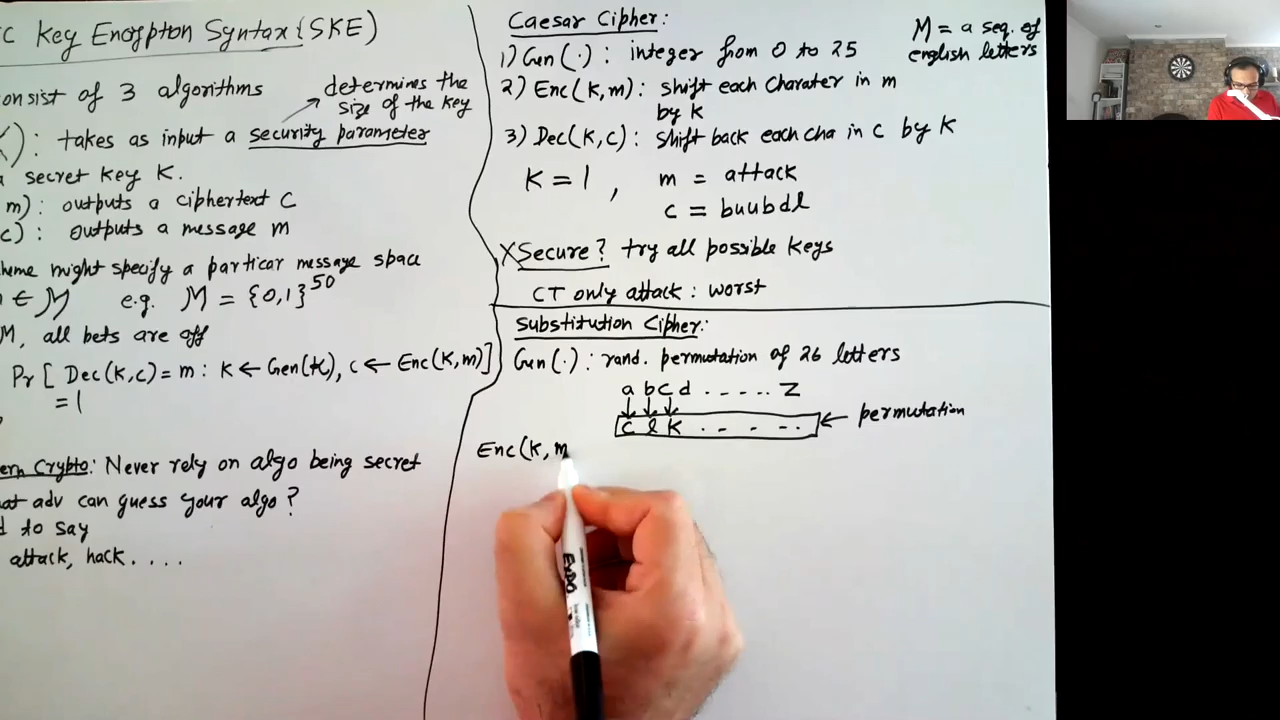 C Key Encryption Syntax (SKE)
onsist of 3 algorithms
determines the
size of the key
): takes as input a security parameter
a secret key K.
m): outputs a ciphertext C
c): outputs a message m
heme might specify a particar message space
∈ M e.g. M = {0,1}^50
M, all bets are off
Pr [ Dec(K,c) = m : K ← Gen(K), c ← Enc(K,m)]
= 1
ern Crypto: Never rely on algo being secret
hat adv can guess your algo?
d to say
attack, hack . . . .
Caesar Cipher:
M = a seq. of
english letters
1) Gen(·): integer from 0 to 25
2) Enc(K,m): shift each Charater in m
by K
3) Dec(K,c): shift back each cha in c by K
K = 1 , m = attack
c = buubdl
X Secure? try all possible keys
CT only attack: worst
Substitution Cipher:
Gen(·): rand. permutation of 26 letters
a b c d . - . . . . z
c l k . - - - . ← permutation
Enc(K, m
EXPO